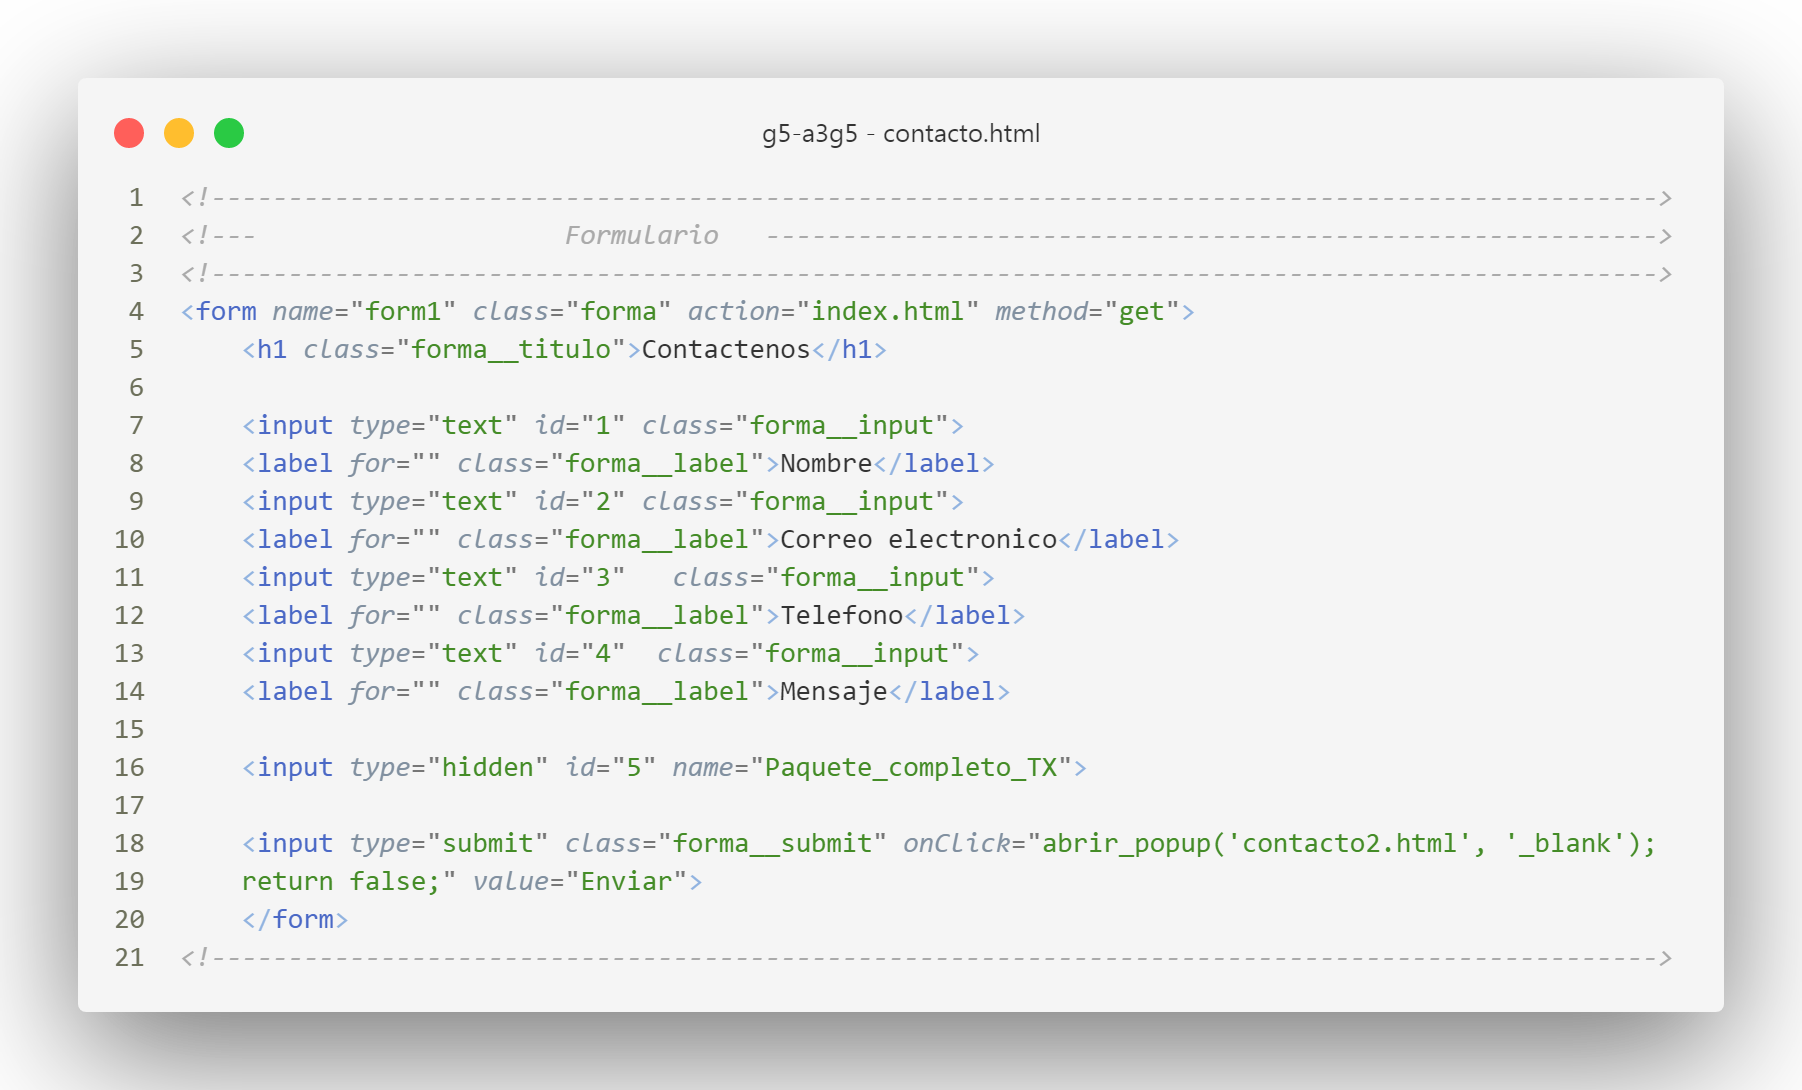 g5-a3g5 - contacto.html
1 <!---------------------------------------------------------------------------------------------->
2 <!---                    Formulario   ---------------------------------------------------------->
3 <!---------------------------------------------------------------------------------------------->
4 <form name="form1" class="forma" action="index.html" method="get">
5     <h1 class="forma__titulo">Contactenos</h1>
6
7     <input type="text" id="1" class="forma__input">
8     <label for="" class="forma__label">Nombre</label>
9     <input type="text" id="2" class="forma__input">
10     <label for="" class="forma__label">Correo electronico</label>
11     <input type="text" id="3"   class="forma__input">
12     <label for="" class="forma__label">Telefono</label>
13     <input type="text" id="4"  class="forma__input">
14     <label for="" class="forma__label">Mensaje</label>
15
16     <input type="hidden" id="5" name="Paquete_completo_TX">
17
18     <input type="submit" class="forma__submit" onClick="abrir_popup('contacto2.html', '_blank');
19     return false;" value="Enviar">
20     </form>
21 <!---------------------------------------------------------------------------------------------->